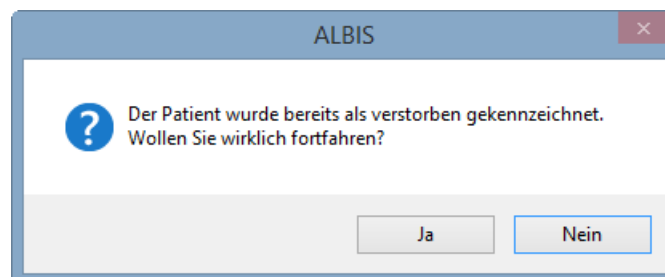 ALBIS
Der Patient wurde bereits als verstorben gekennzeichnet.
Wollen Sie wirklich fortfahren?
Ja
Nein